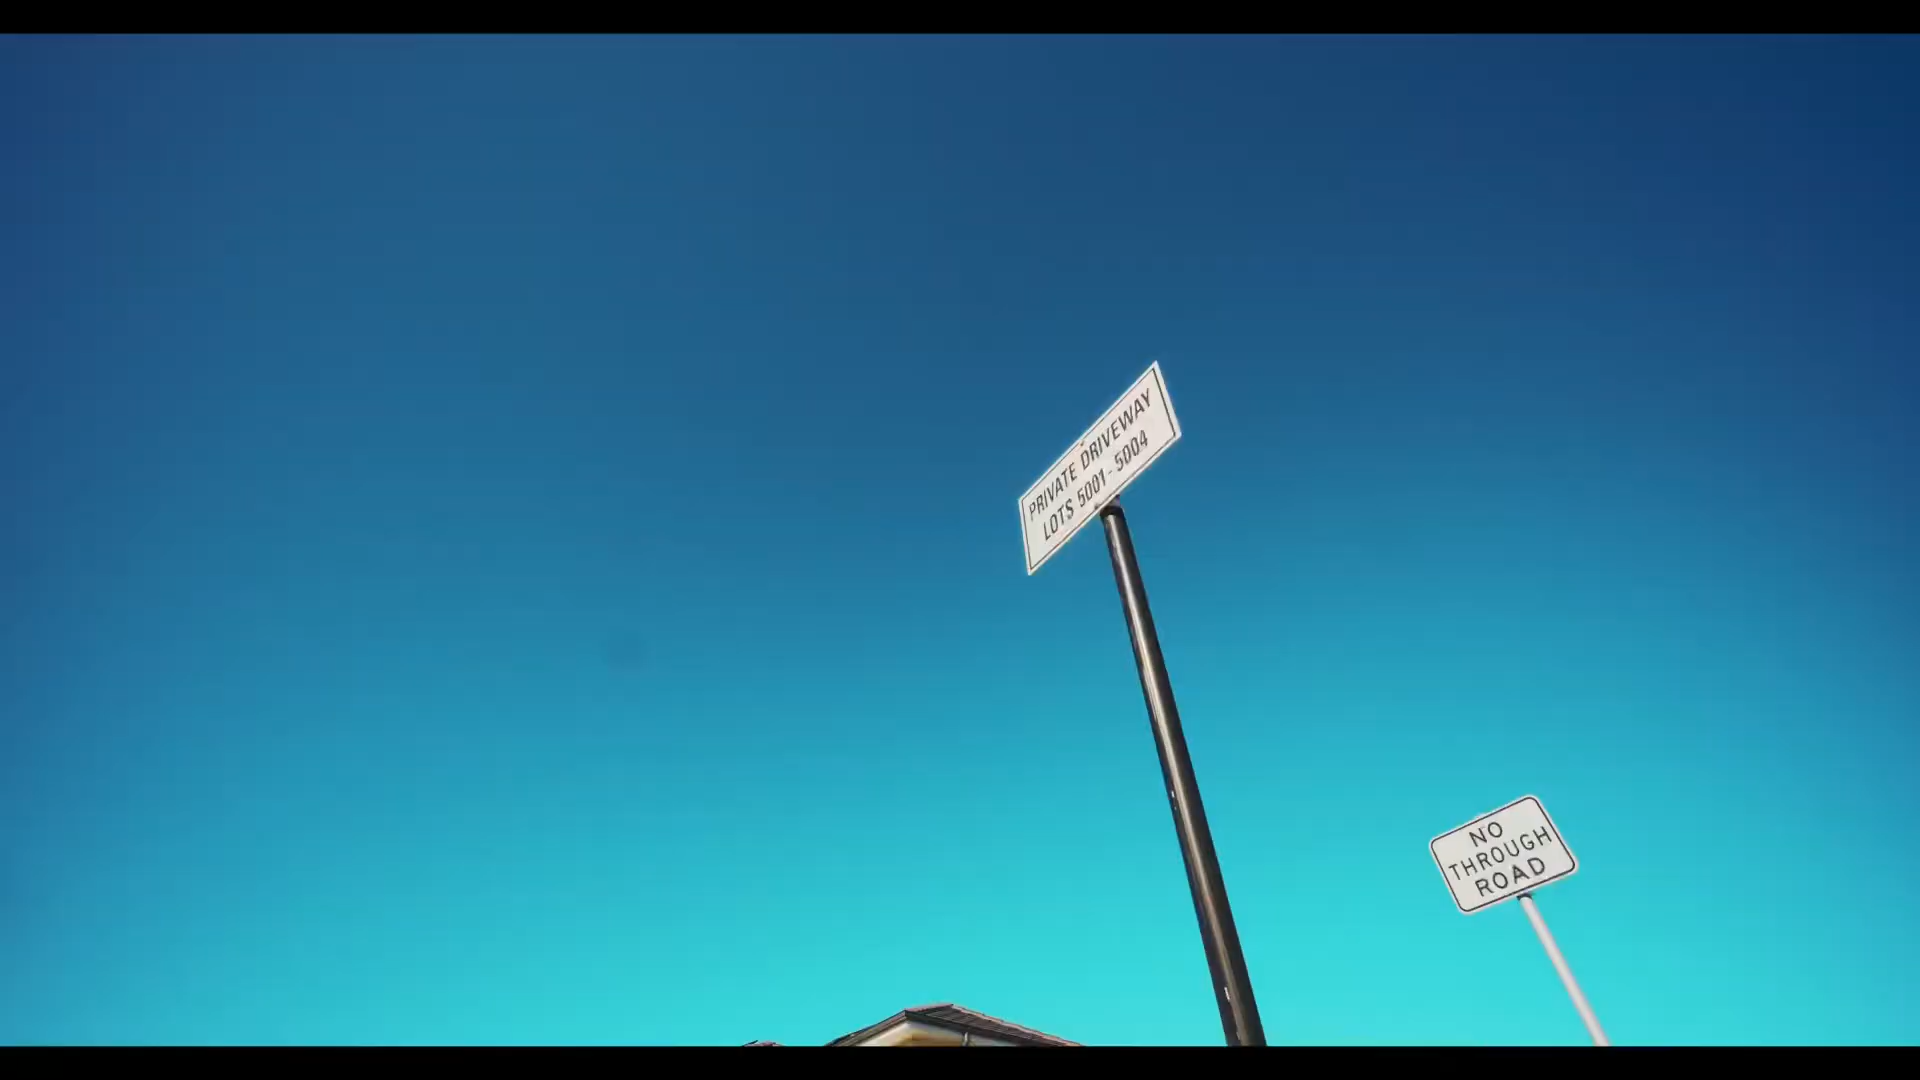 PRIVATE DRIVEWAY
LOTS 5001 - 5004
NO
THROUGH
ROAD